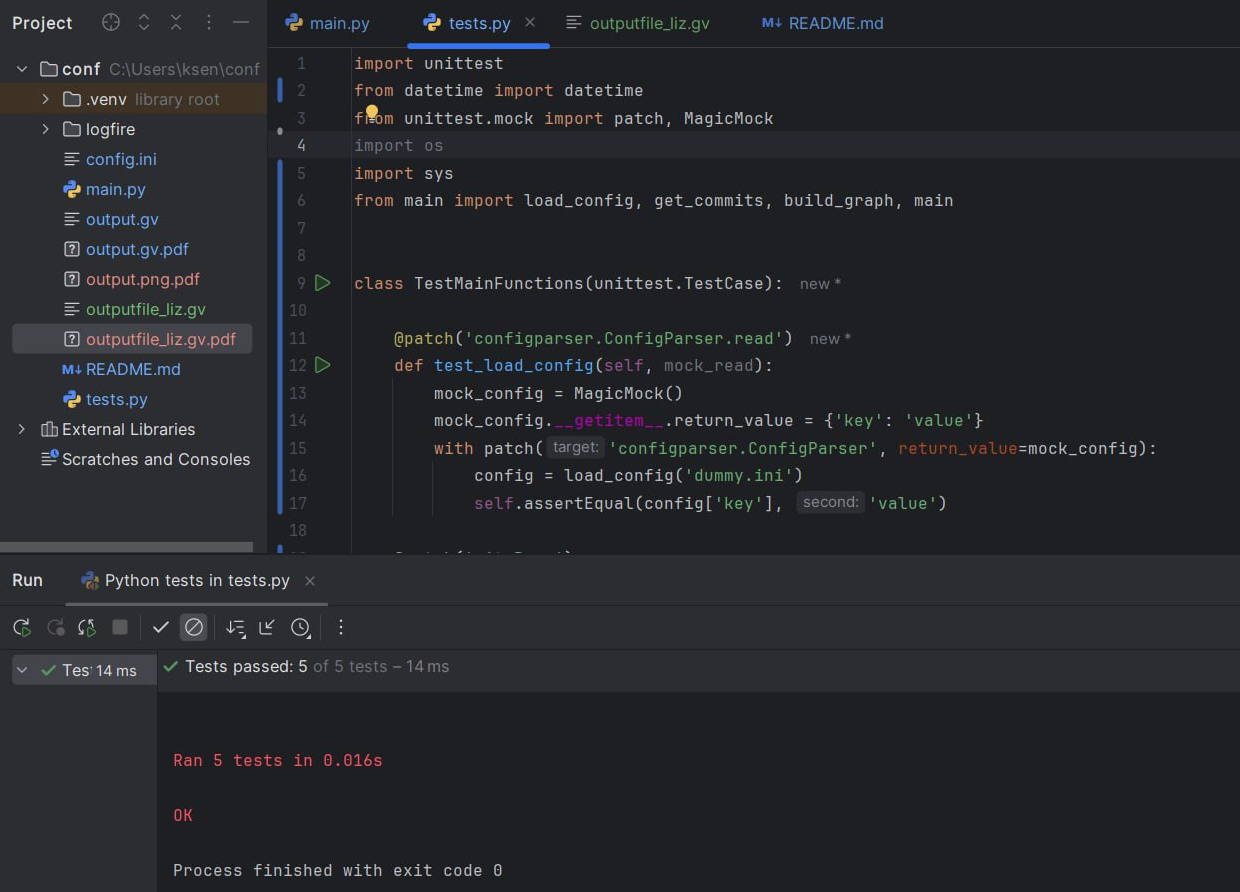 Project
main.py
tests.py
outputfile_liz.gv
M↓ README.md
conf C:\Users\ksen\conf
.venv library root
logfire
config.ini
main.py
output.gv
output.gv.pdf
output.png.pdf
outputfile_liz.gv
outputfile_liz.gv.pdf
M↓ README.md
tests.py
External Libraries
Scratches and Consoles
1 import unittest
2 from datetime import datetime
3 from unittest.mock import patch, MagicMock
4 import os
5 import sys
6 from main import load_config, get_commits, build_graph, main
7
8
9 class TestMainFunctions(unittest.TestCase): new *
10
11 @patch('configparser.ConfigParser.read') new *
12 def test_load_config(self, mock_read):
13 mock_config = MagicMock()
14 mock_config.__getitem__.return_value = {'key': 'value'}
15 with patch( target: 'configparser.ConfigParser', return_value=mock_config):
16 config = load_config('dummy.ini')
17 self.assertEqual(config['key'], second: 'value')
18
Run
Python tests in tests.py
Tes 14 ms
Tests passed: 5 of 5 tests – 14 ms
Ran 5 tests in 0.016s
OK
Process finished with exit code 0